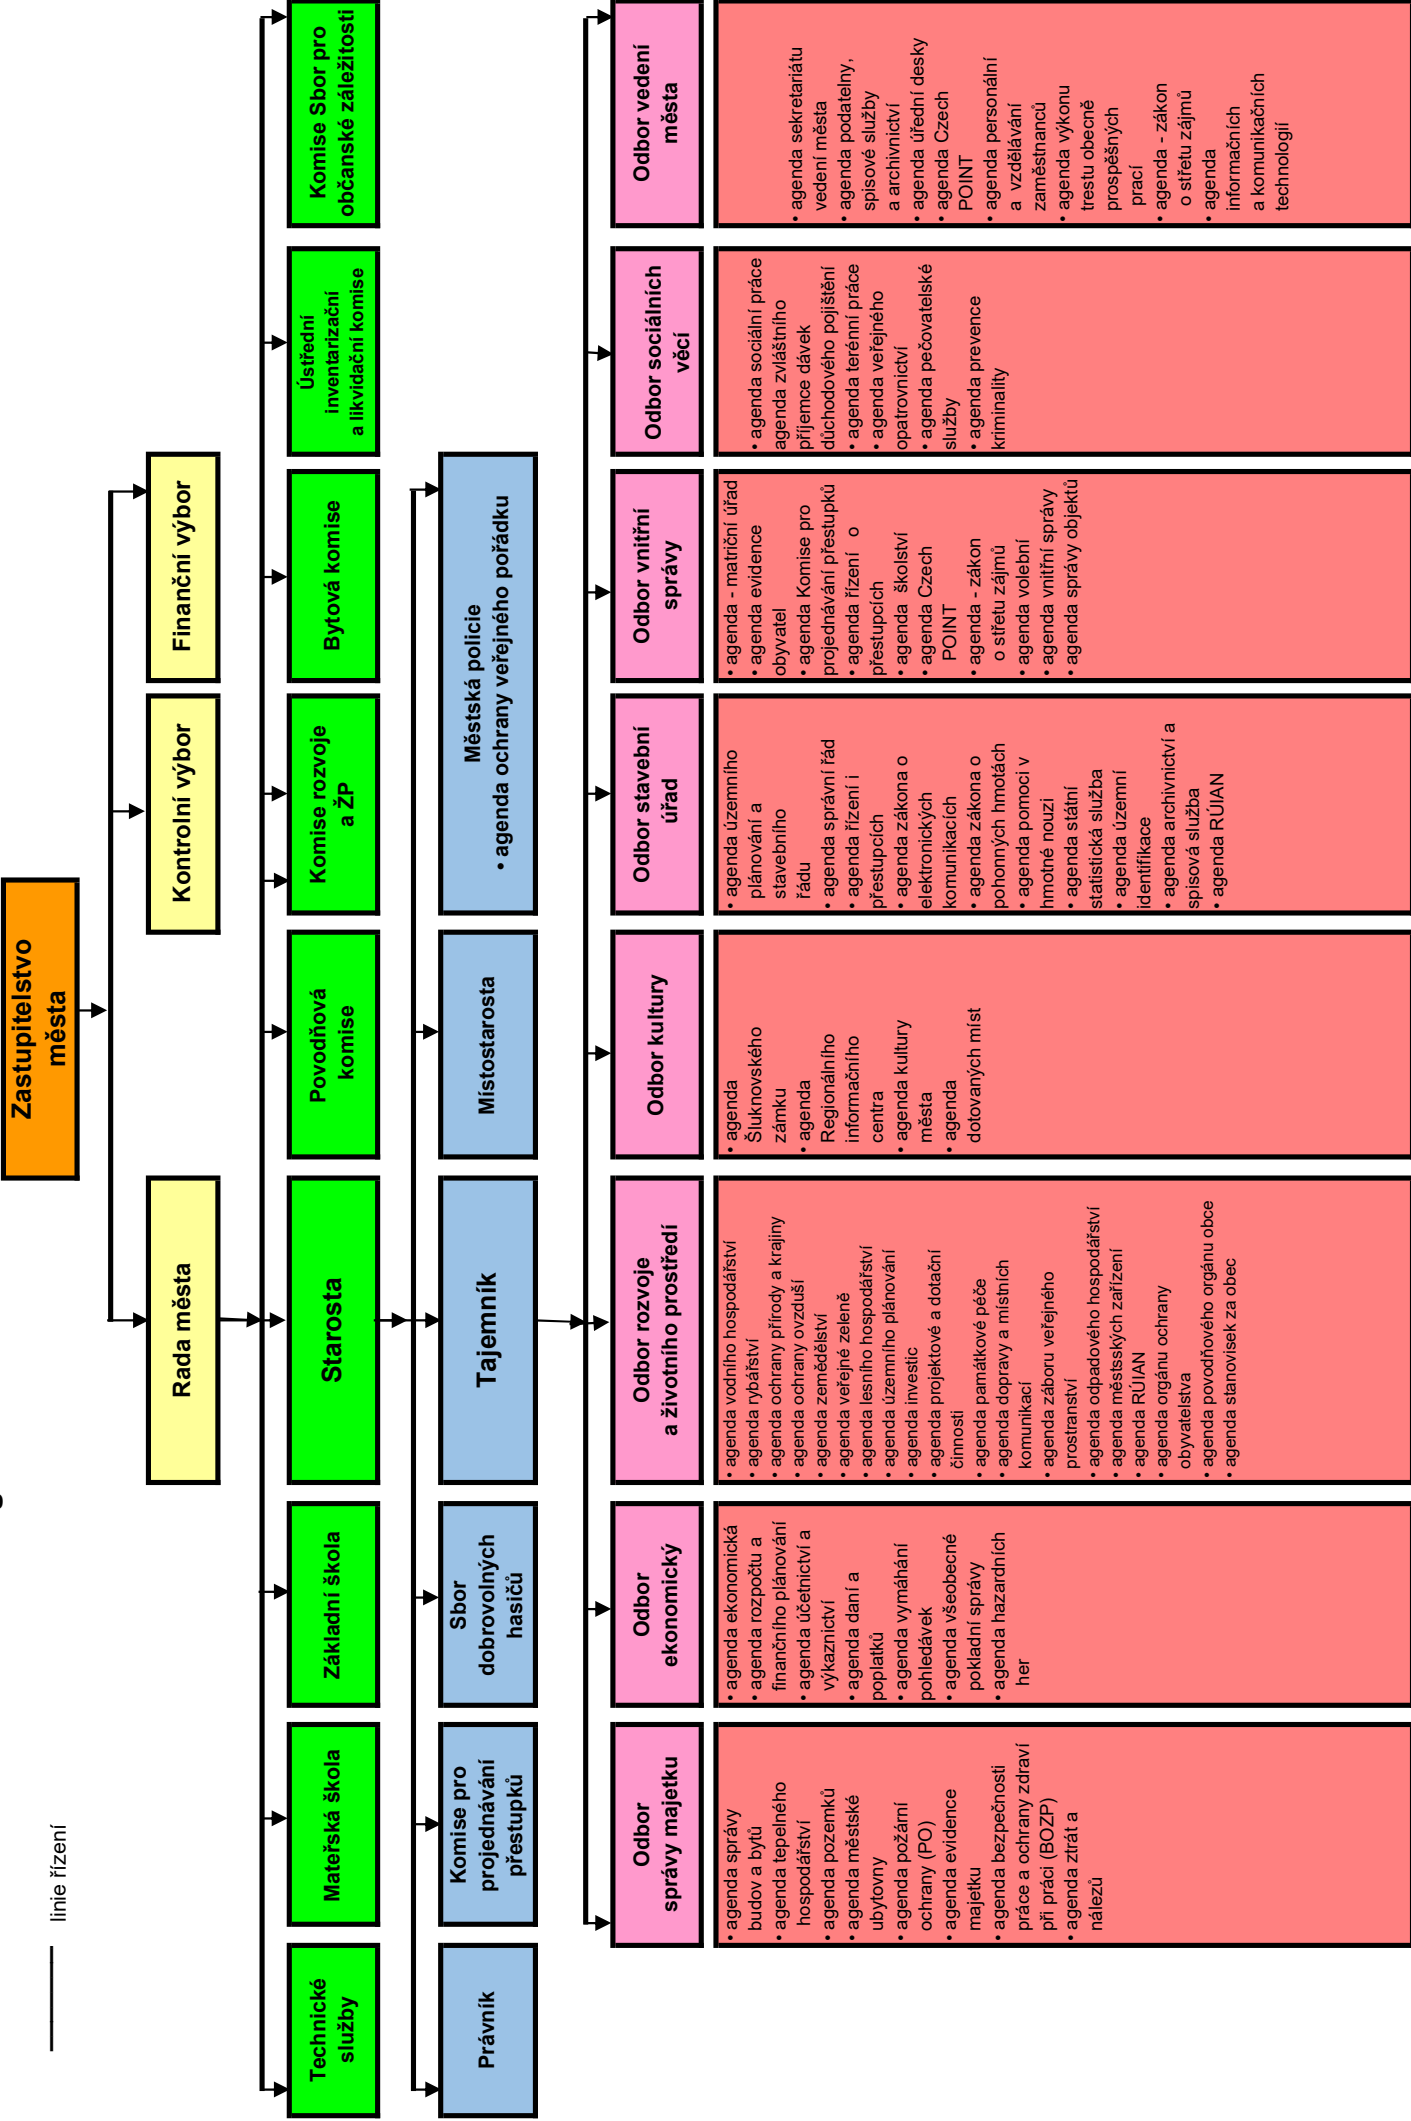 linie řízení
Zastupitelstvo
města
Rada města
Kontrolní výbor
Finanční výbor
Technické
služby
Mateřská škola
Základní škola
Starosta
Povodňová
komise
Komise rozvoje
a ŽP
Bytová komise
Ústřední
inventarizační
a likvidační komise
Komise Sbor pro
občanské záležitosti
Právník
Komise pro
projednávání
přestupků
Sbor
dobrovolných
hasičů
Tajemník
Místostarosta
Městská policie
• agenda ochrany veřejného pořádku
Odbor
správy majetku
Odbor
ekonomický
Odbor rozvoje
a životního prostředí
Odbor kultury
Odbor stavební
úřad
Odbor vnitřní
správy
Odbor sociálních
věcí
Odbor vedení
města
• agenda správy
budov a bytů
• agenda tepelného
hospodářství
• agenda pozemků
• agenda městské
ubytovny
• agenda požární
ochrany (PO)
• agenda evidence
majetku
• agenda bezpečnosti
práce a ochrany zdraví
při práci (BOZP)
• agenda ztrát a
nálezů
• agenda ekonomická
• agenda rozpočtu a
finančního plánování
• agenda účetnictví a
výkaznictví
• agenda daní a
poplatků
• agenda vymáhání
pohledávek
• agenda všeobecné
pokladní správy
• agenda hazardních
her
• agenda vodního hospodářství
• agenda rybářství
• agenda ochrany přírody a krajiny
• agenda ochrany ovzduší
• agenda zemědělství
• agenda veřejné zeleně
• agenda lesního hospodářství
• agenda územního plánování
• agenda investic
• agenda projektové a dotační
činnosti
• agenda památkové péče
• agenda dopravy a místních
komunikací
• agenda záboru veřejného
prostranství
• agenda odpadového hospodářství
• agenda městsských zařízení
• agenda RÚIAN
• agenda orgánu ochrany
obyvatelstva
• agenda povodňového orgánu obce
• agenda stanovisek za obec
• agenda
Šluknovského
zámku
• agenda
Regionálního
informačního
centra
• agenda kultury
města
• agenda
dotovaných míst
• agenda územního
plánování a
stavebního
řádu
• agenda správní řád
• agenda řízení i
přestupcích
• agenda zákona o
elektronických
komunikacích
• agenda zákona o
pohonných hmotách
• agenda pomoci v
hmotné nouzi
• agenda státní
statistická služba
• agenda územní
identifikace
• agenda archivnictví a
spisová služba
• agenda RÚIAN
• agenda - matriční úřad
• agenda evidence
obyvatel
• agenda Komise pro
projednávání přestupků
• agenda řízení o
přestupcích
• agenda školství
• agenda Czech
POINT
• agenda - zákon
o střetu zájmů
• agenda volební
• agenda vnitřní správy
• agenda správy objektů
• agenda sociální práce
agenda zvláštního
příjemce dávek
důchodového pojištění
• agenda terénní práce
• agenda veřejného
opatrovnictví
• agenda pečovatelské
služby
• agenda prevence
kriminality
• agenda sekretariátu
vedení města
• agenda podatelny,
spisové služby
a archivnictví
• agenda úřední desky
• agenda Czech
POINT
• agenda personální
a vzdělávání
zaměstnanců
• agenda výkonu
trestu obecně
prospěšných
prací
• agenda - zákon
o střetu zájmů
• agenda
informačních
a komunikačních
technologií